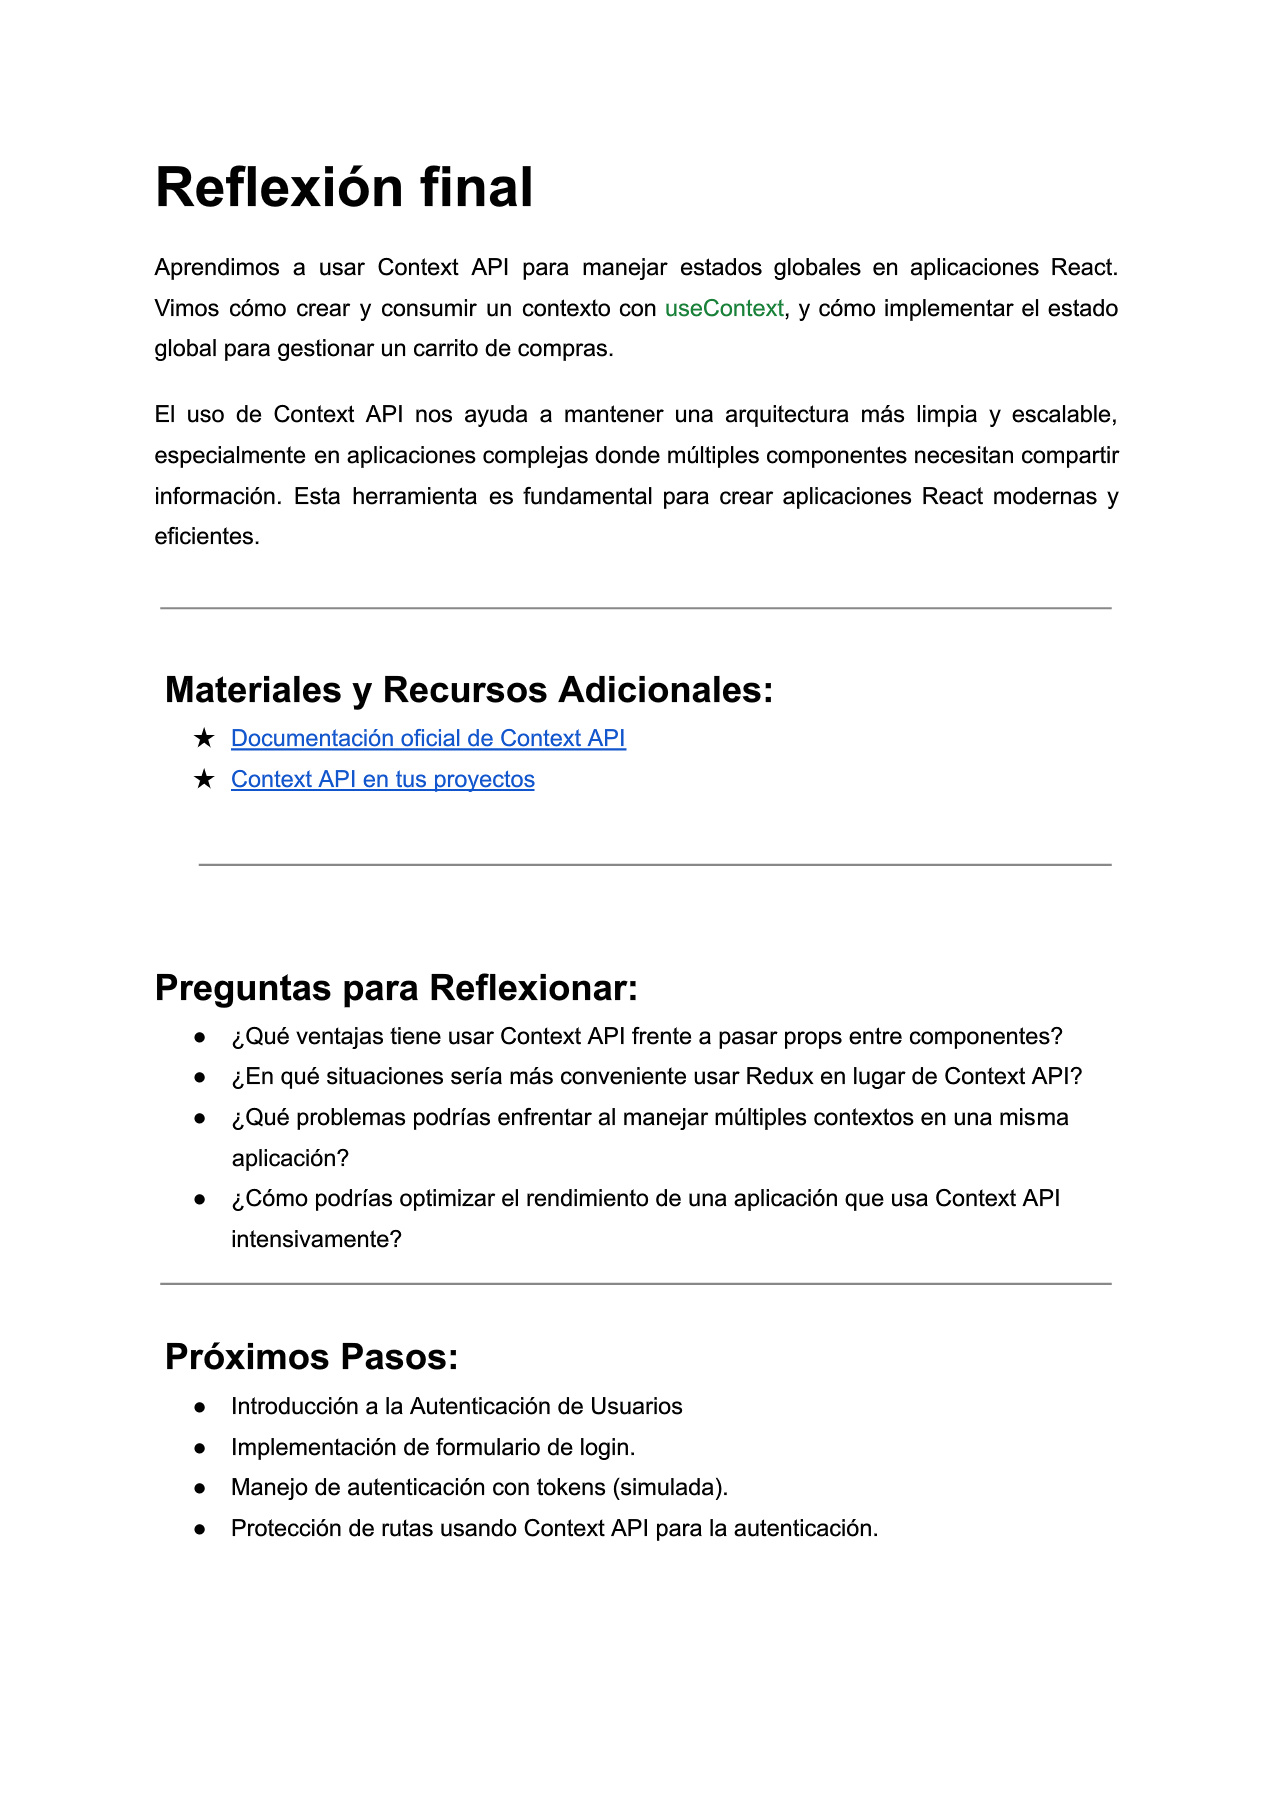 Reflexión final
Aprendimos a usar Context API para manejar estados globales en aplicaciones React.
Vimos cómo crear y consumir un contexto con useContext, y cómo implementar el estado
global para gestionar un carrito de compras.
El uso de Context API nos ayuda a mantener una arquitectura más limpia y escalable,
especialmente en aplicaciones complejas donde múltiples componentes necesitan compartir
información. Esta herramienta es fundamental para crear aplicaciones React modernas y
eficientes.
Materiales y Recursos Adicionales:
★ Documentación oficial de Context API
★ Context API en tus proyectos
Preguntas para Reflexionar:
● ¿Qué ventajas tiene usar Context API frente a pasar props entre componentes?
● ¿En qué situaciones sería más conveniente usar Redux en lugar de Context API?
● ¿Qué problemas podrías enfrentar al manejar múltiples contextos en una misma
aplicación?
● ¿Cómo podrías optimizar el rendimiento de una aplicación que usa Context API
intensivamente?
Próximos Pasos:
● Introducción a la Autenticación de Usuarios
● Implementación de formulario de login.
● Manejo de autenticación con tokens (simulada).
● Protección de rutas usando Context API para la autenticación.